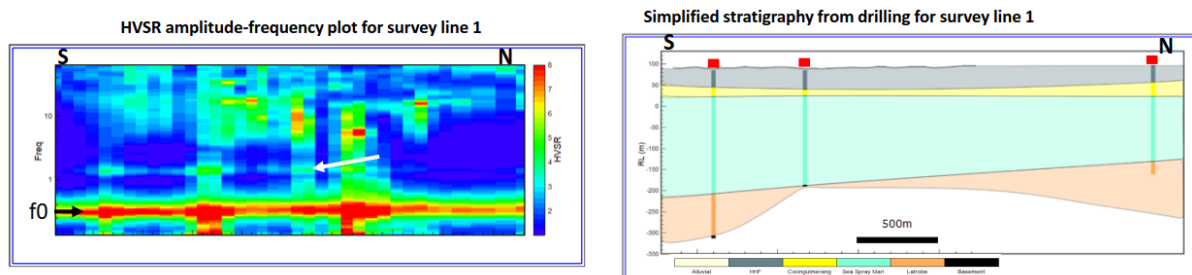 HVSR amplitude-frequency plot for survey line 1
S
N
Freq
10
1
f0
8
7
6
5
4
3
2
HVSR
Simplified stratigraphy from drilling for survey line 1
S
N
RL (m)
100
50
0
-50
-100
-150
-200
-250
-300
-350
500m
Alluvial
HHF
Coonguimerang
Sea Spray Marl
Latrobe
Basement